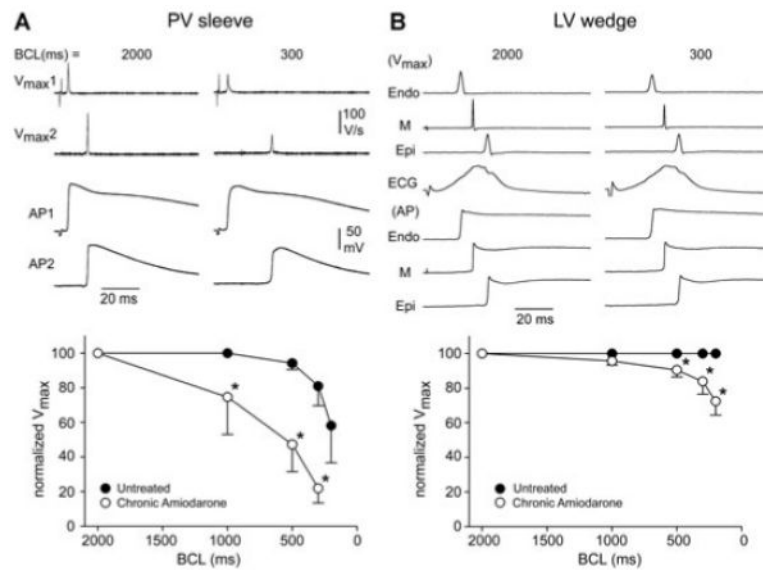 A PV sleeve
BCL(ms) = 2000 300
Vmax1
100
V/s
Vmax2
AP1
50
mV
AP2
20 ms
100
80
60
40
20
0
normalized Vmax
*
*
*
Untreated
Chronic Amiodarone
2000 1500 1000 500 0
BCL (ms)
B LV wedge
2000 300
(Vmax)
Endo
M
Epi
ECG
(AP)
Endo
M
Epi
20 ms
100
80
60
40
20
0
normalized Vmax
*
*
*
Untreated
Chronic Amiodarone
2000 1500 1000 500 0
BCL (ms)